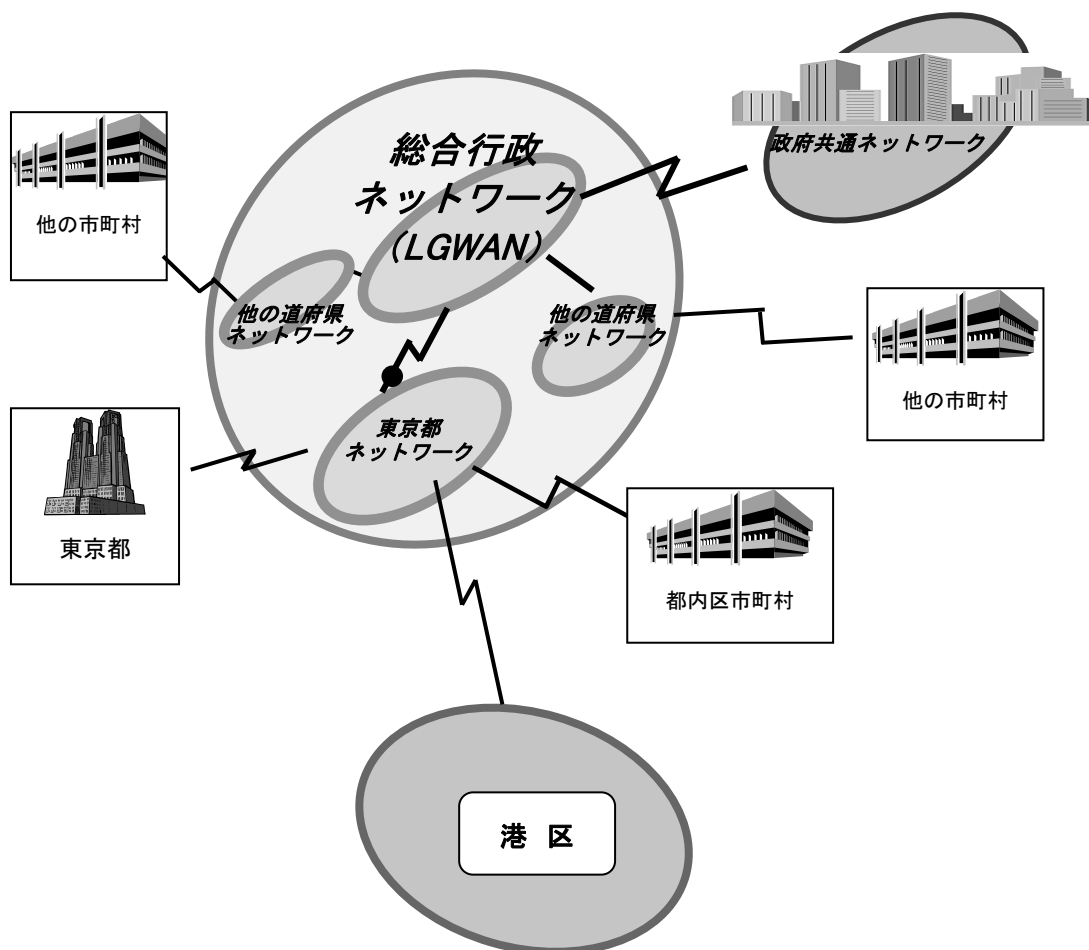 総合行政
ネットワーク
（LGWAN）
政府共通ネットワーク
他の市町村
他の道府県
ネットワーク
他の道府県
ネットワーク
他の市町村
東京都
ネットワーク
東京都
都内区市町村
港 区